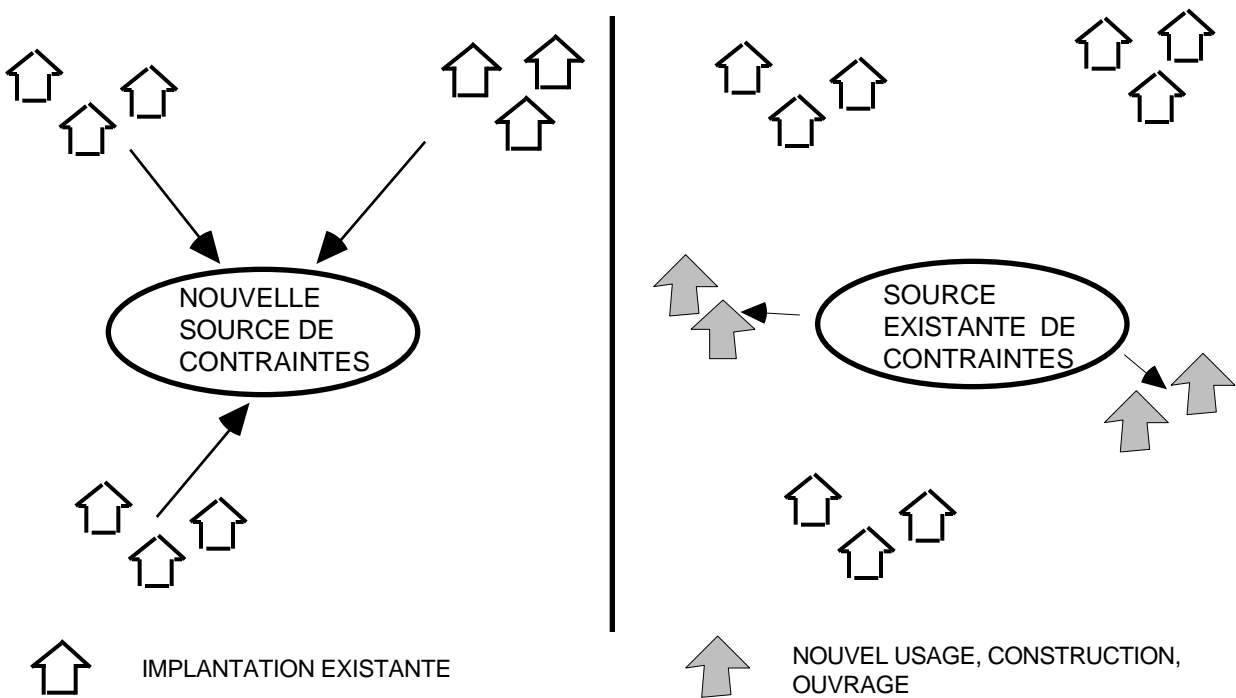 NOUVELLE
SOURCE DE
CONTRAINTES
SOURCE
EXISTANTE DE
CONTRAINTES
IMPLANTATION EXISTANTE
NOUVEL USAGE, CONSTRUCTION,
OUVRAGE